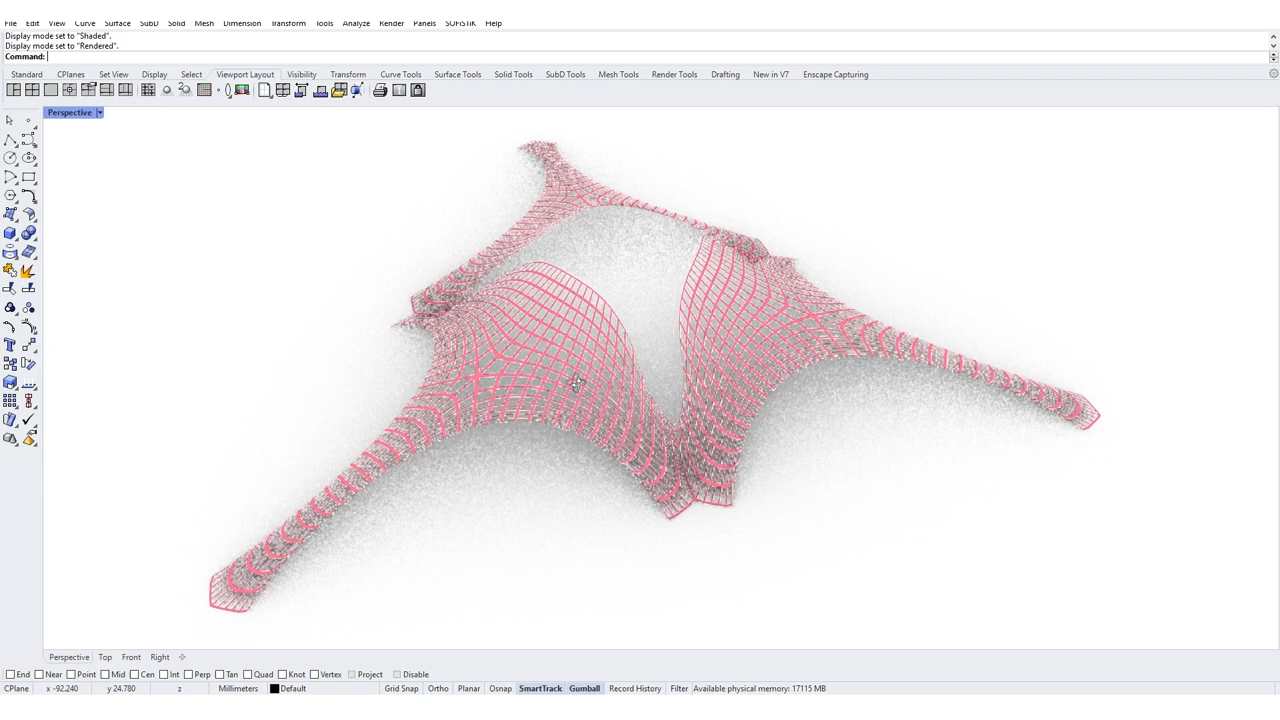 File Edit View Curve Surface SubD Solid Mesh Dimension Transform Tools Analyze Render Panels SOFiSTiK Help
Display mode set to "Shaded".
Display mode set to "Rendered".
Command:
Standard CPlanes Set View Display Select Viewport Layout Visibility Transform Curve Tools Surface Tools Solid Tools SubD Tools Mesh Tools Render Tools Drafting New in V7 Enscape Capturing
Perspective
Perspective Top Front Right
End Near Point Mid Cen Int Perp Tan Quad Knot Vertex Project Disable
CPlane x -92.240 y 24.780 z Millimeters Default Grid Snap Ortho Planar Osnap SmartTrack Gumball Record History Filter Available physical memory: 17115 MB